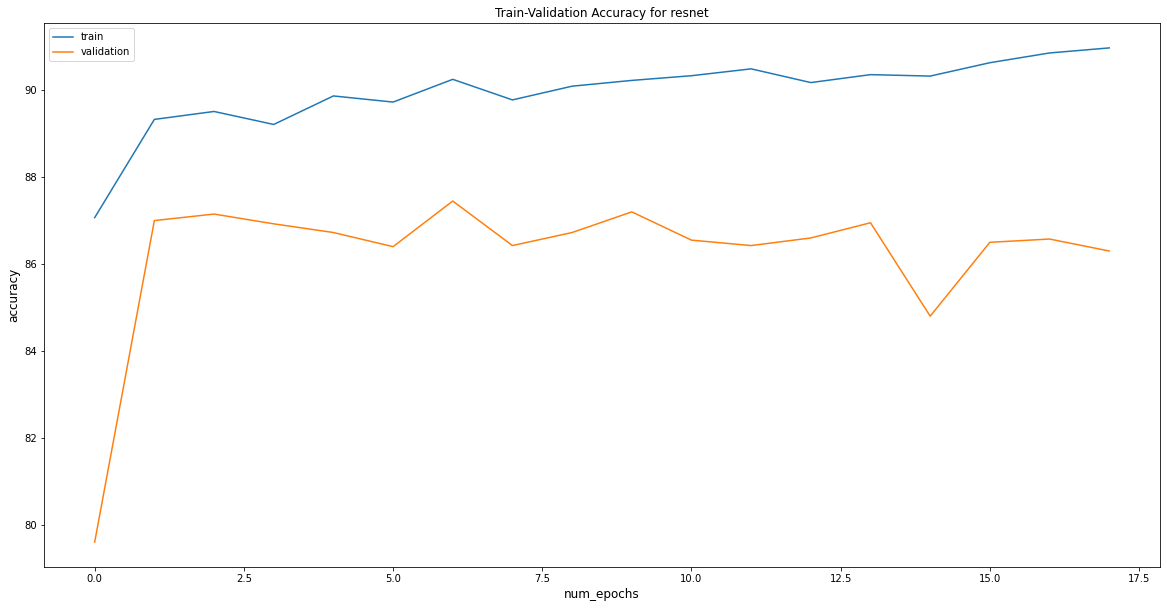 Train-Validation Accuracy for resnet
train
validation
90
88
86
84
82
80
accuracy
0.0 2.5 5.0 7.5 10.0 12.5 15.0 17.5
num_epochs